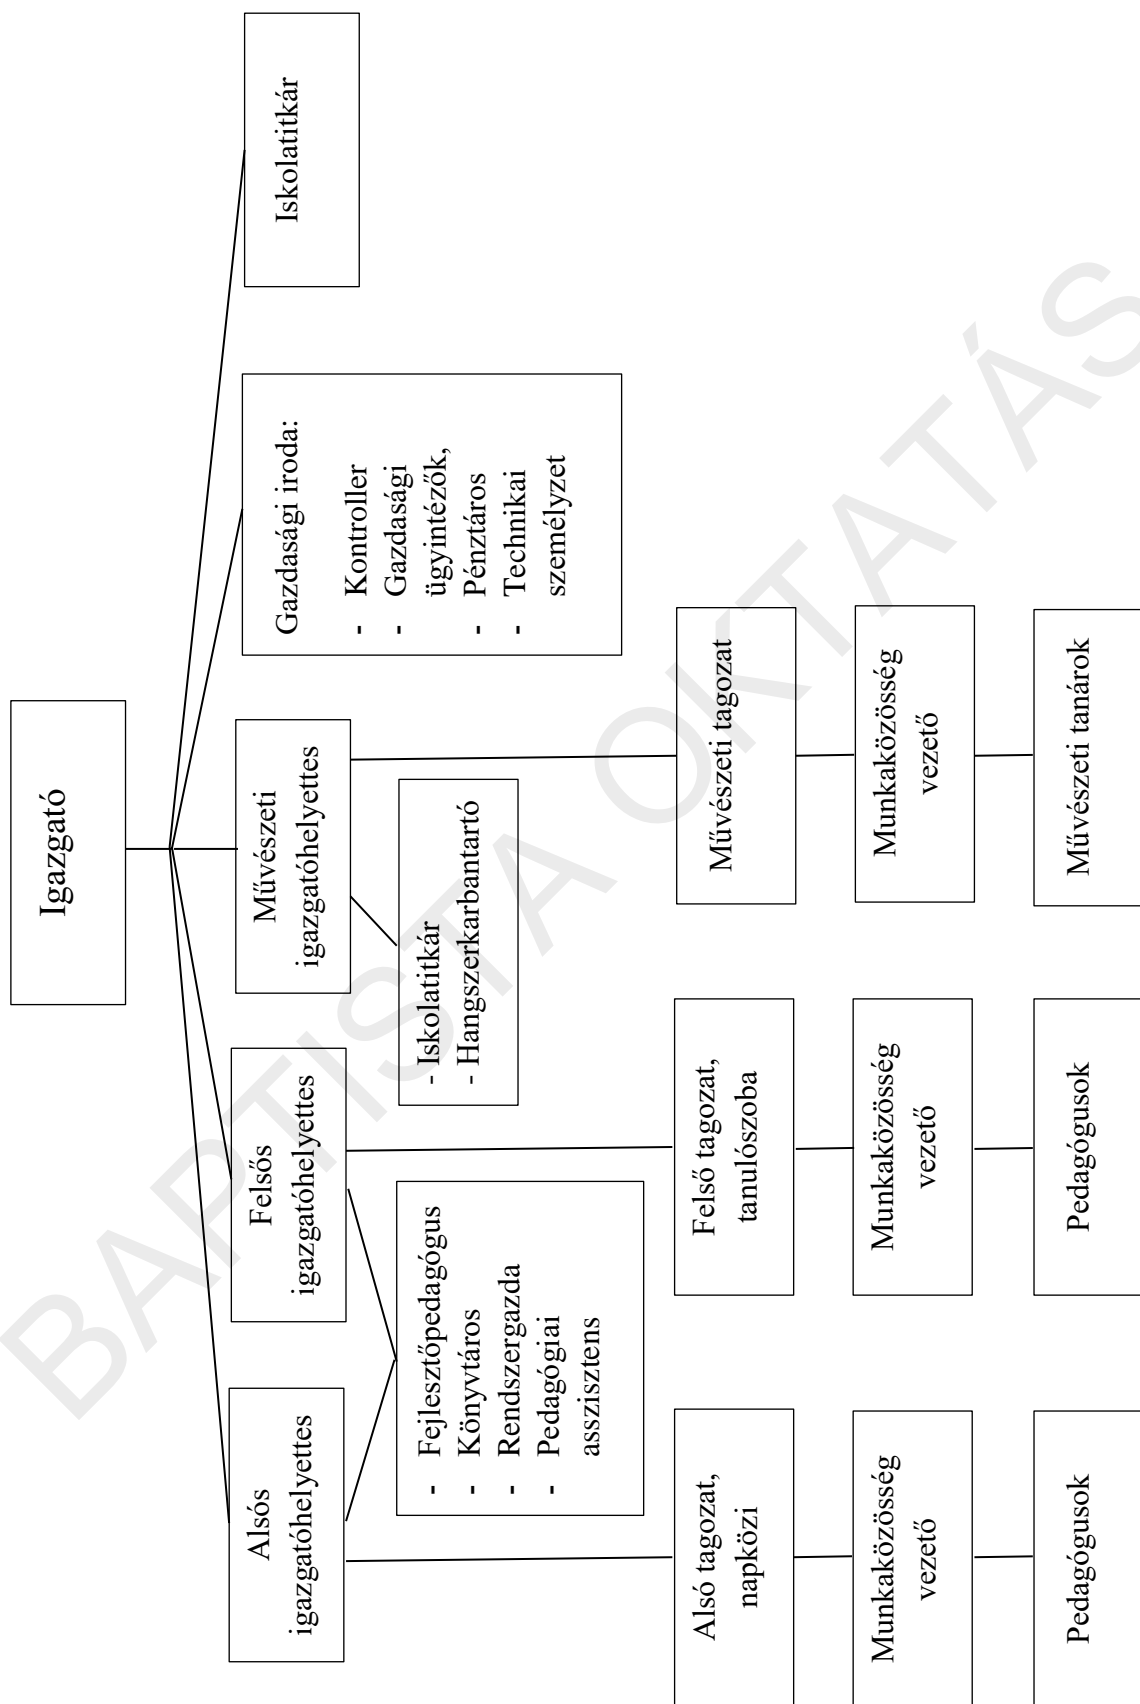 Igazgató
Alsós
igazgatóhelyettes
Felsős
igazgatóhelyettes
Művészeti
igazgatóhelyettes
Gazdasági iroda:
- Kontroller
- Gazdasági
ügyintézők,
- Pénztáros
- Technikai
személyzet
Iskolatitkár
- Fejlesztőpedagógus
- Könyvtáros
- Rendszergazda
- Pedagógiai
asszisztens
- Iskolatitkár
- Hangszerkarbantartó
Alsó tagozat,
napközi
Felső tagozat,
tanulószoba
Művészeti tagozat
Munkaközösség
vezető
Munkaközösség
vezető
Munkaközösség
vezető
Pedagógusok
Pedagógusok
Művészeti tanárok
BAPTISTA OKTATÁS